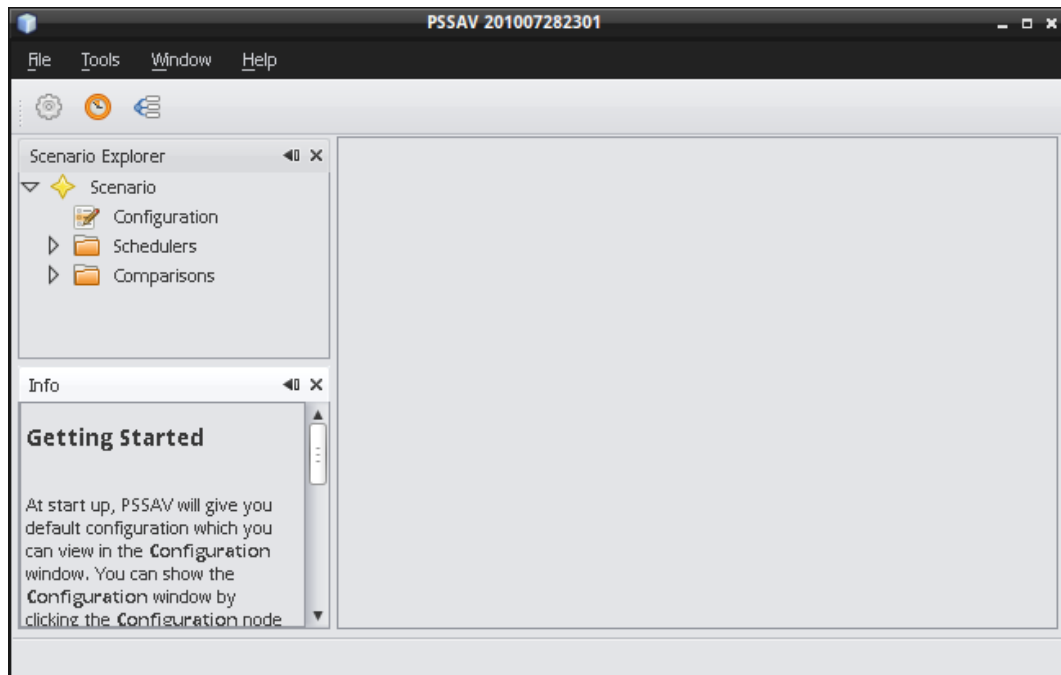 PSSAV 201007282301
File Tools Window Help
Scenario Explorer
Scenario
Configuration
Schedulers
Comparisons
Info
Getting Started
At start up, PSSAV will give you
default configuration which you
can view in the Configuration
window. You can show the
Configuration window by
clicking the Configuration node